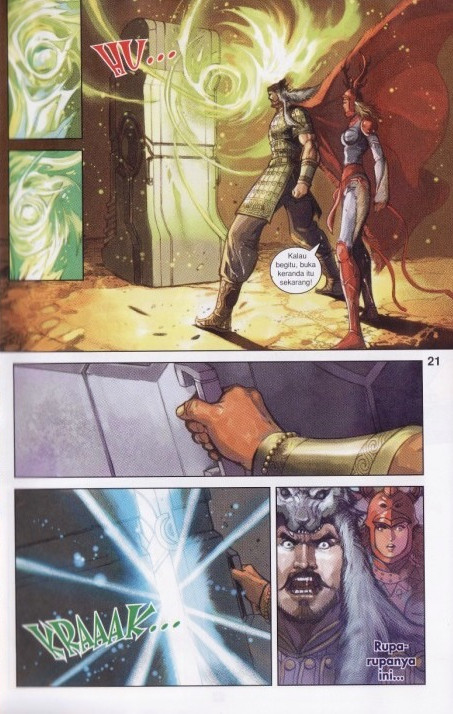 HU...
Kalau
begitu, buka
keranda itu
sekarang!
21
KRAAAK...
Rupa-
rupanya
ini...